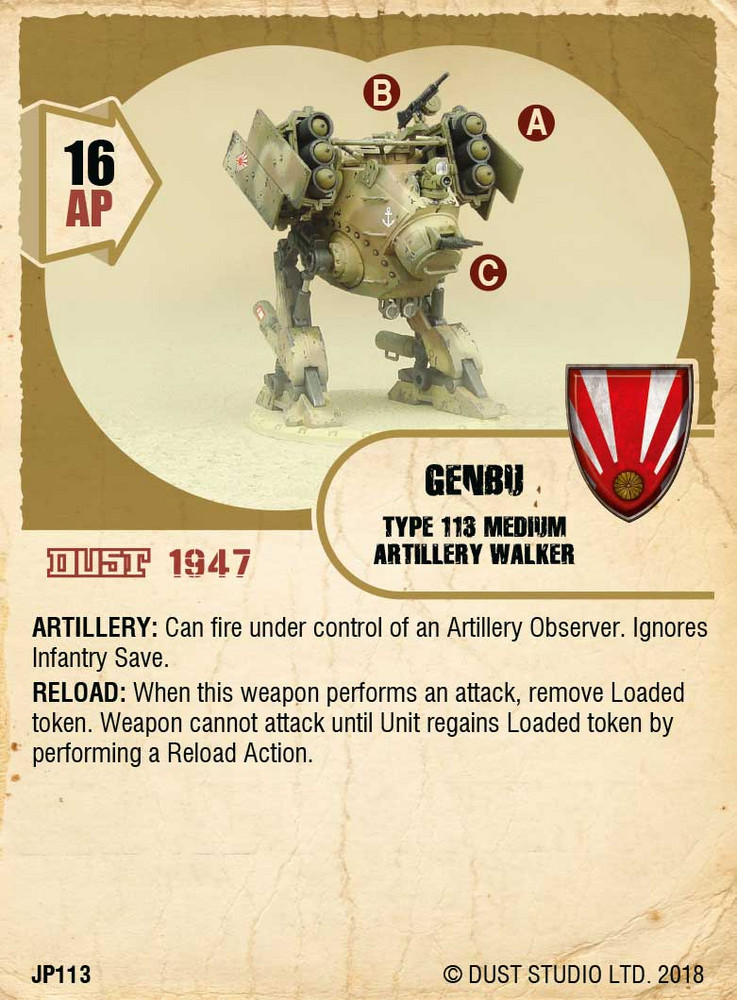 B
A
16
AP
C
GENBU
TYPE 113 MEDIUM
ARTILLERY WALKER
DUST 1947
ARTILLERY: Can fire under control of an Artillery Observer. Ignores
Infantry Save.
RELOAD: When this weapon performs an attack, remove Loaded
token. Weapon cannot attack until Unit regains Loaded token by
performing a Reload Action.
JP113
© DUST STUDIO LTD. 2018